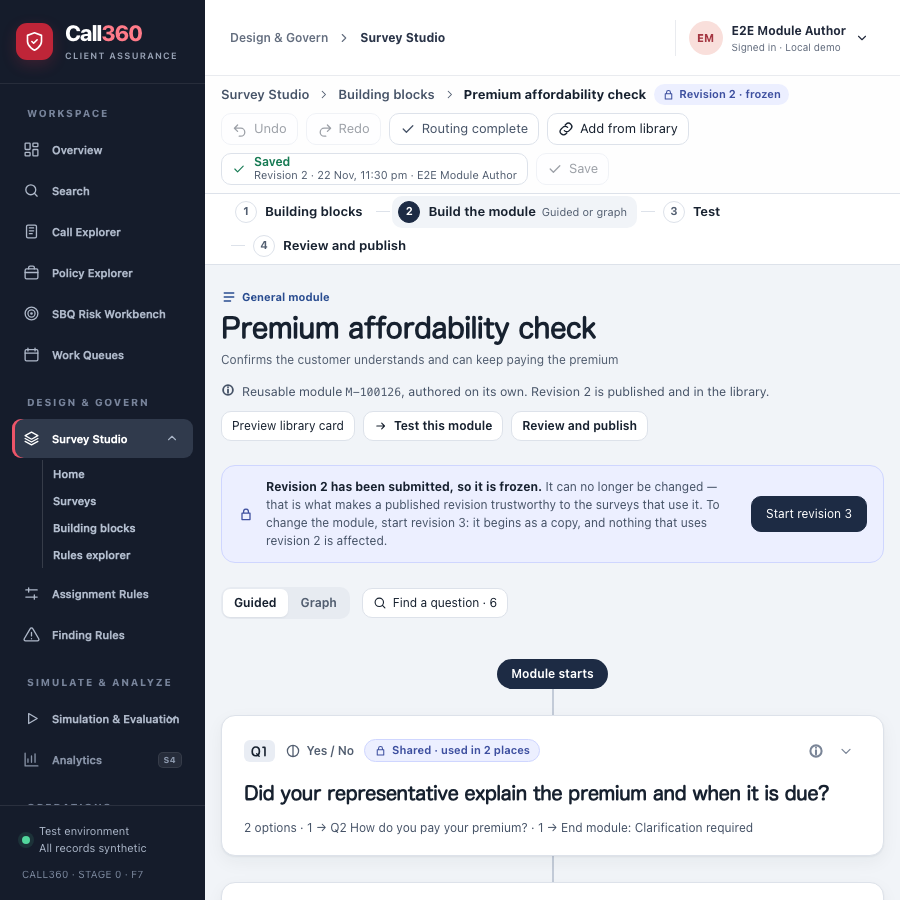 Call360
CLIENT ASSURANCE
WORKSPACE
Overview
Search
Call Explorer
Policy Explorer
SBQ Risk Workbench
Work Queues
DESIGN & GOVERN
Survey Studio
Home
Surveys
Building blocks
Rules explorer
Assignment Rules
Finding Rules
SIMULATE & ANALYZE
Simulation & Evaluation
Analytics S4
OPERATIONS
Test environment
All records synthetic
CALL360 · STAGE 0 · F7
Design & Govern > Survey Studio
EM
E2E Module Author
Signed in · Local demo
Survey Studio > Building blocks > Premium affordability check Revision 2 · frozen
Undo Redo Routing complete Add from library
Saved
Revision 2 · 22 Nov, 11:30 pm · E2E Module Author
Save
1 Building blocks 2 Build the module Guided or graph 3 Test
4 Review and publish
General module
Premium affordability check
Confirms the customer understands and can keep paying the premium
Reusable module M-100126, authored on its own. Revision 2 is published and in the library.
Preview library card → Test this module Review and publish
Revision 2 has been submitted, so it is frozen. It can no longer be changed —
that is what makes a published revision trustworthy to the surveys that use it. To
change the module, start revision 3: it begins as a copy, and nothing that uses
revision 2 is affected.
Start revision 3
Guided Graph Find a question · 6
Module starts
Q1 Yes / No Shared · used in 2 places
Did your representative explain the premium and when it is due?
2 options · 1 → Q2 How do you pay your premium? · 1 → End module: Clarification required